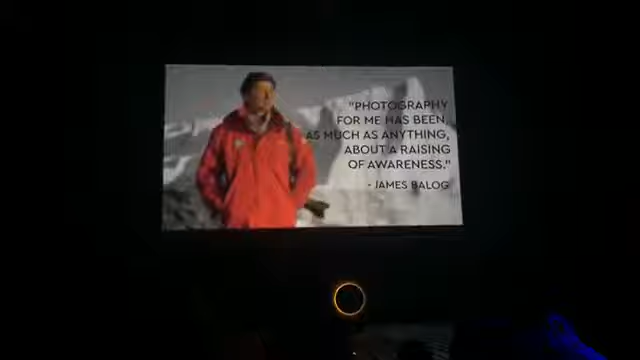 "PHOTOGRAPHY
FOR ME HAS BEEN,
AS MUCH AS ANYTHING,
ABOUT A RAISING
OF AWARENESS."
- JAMES BALOG